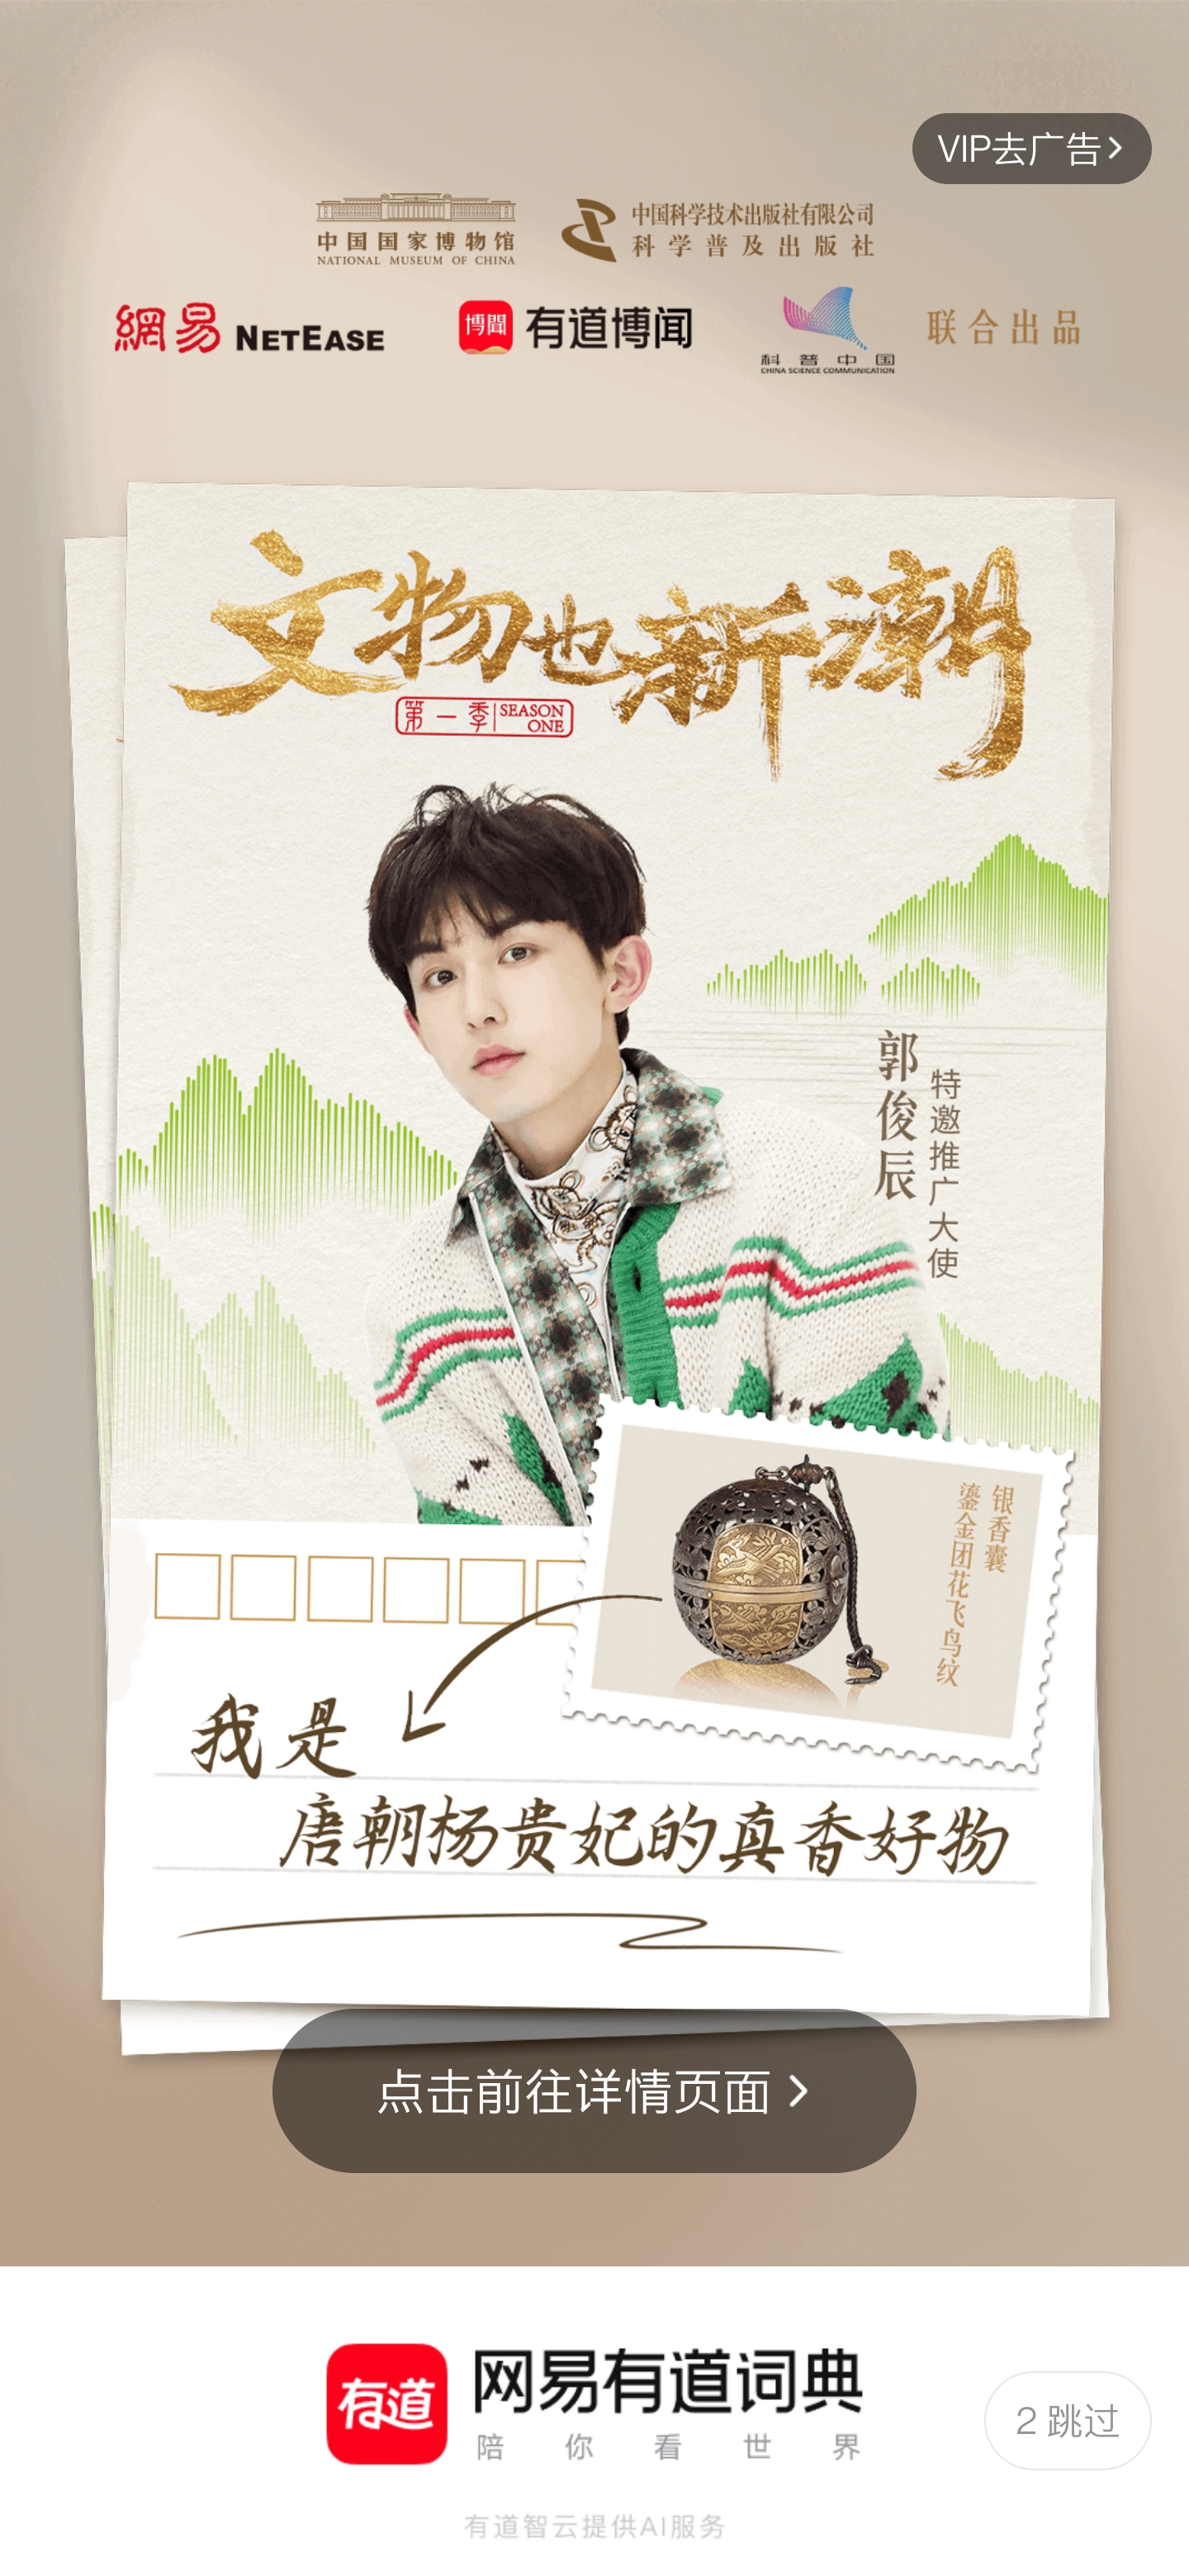 VIP去广告
中国国家博物馆
NATIONAL MUSEUM OF CHINA
中国科学技术出版社有限公司
科学普及出版社
網易 NETEASE
博聞 有道博闻
科普中国
CHINA SCIENCE COMMUNICATION
联合出品
文物也新潮
第一季 SEASON ONE
郭俊辰
特邀推广大使
银香囊
鎏金团花飞鸟纹
我是
唐朝杨贵妃的真香好物
点击前往详情页面
有道 网易有道词典
陪你看世界
2 跳过
有道智云提供AI服务